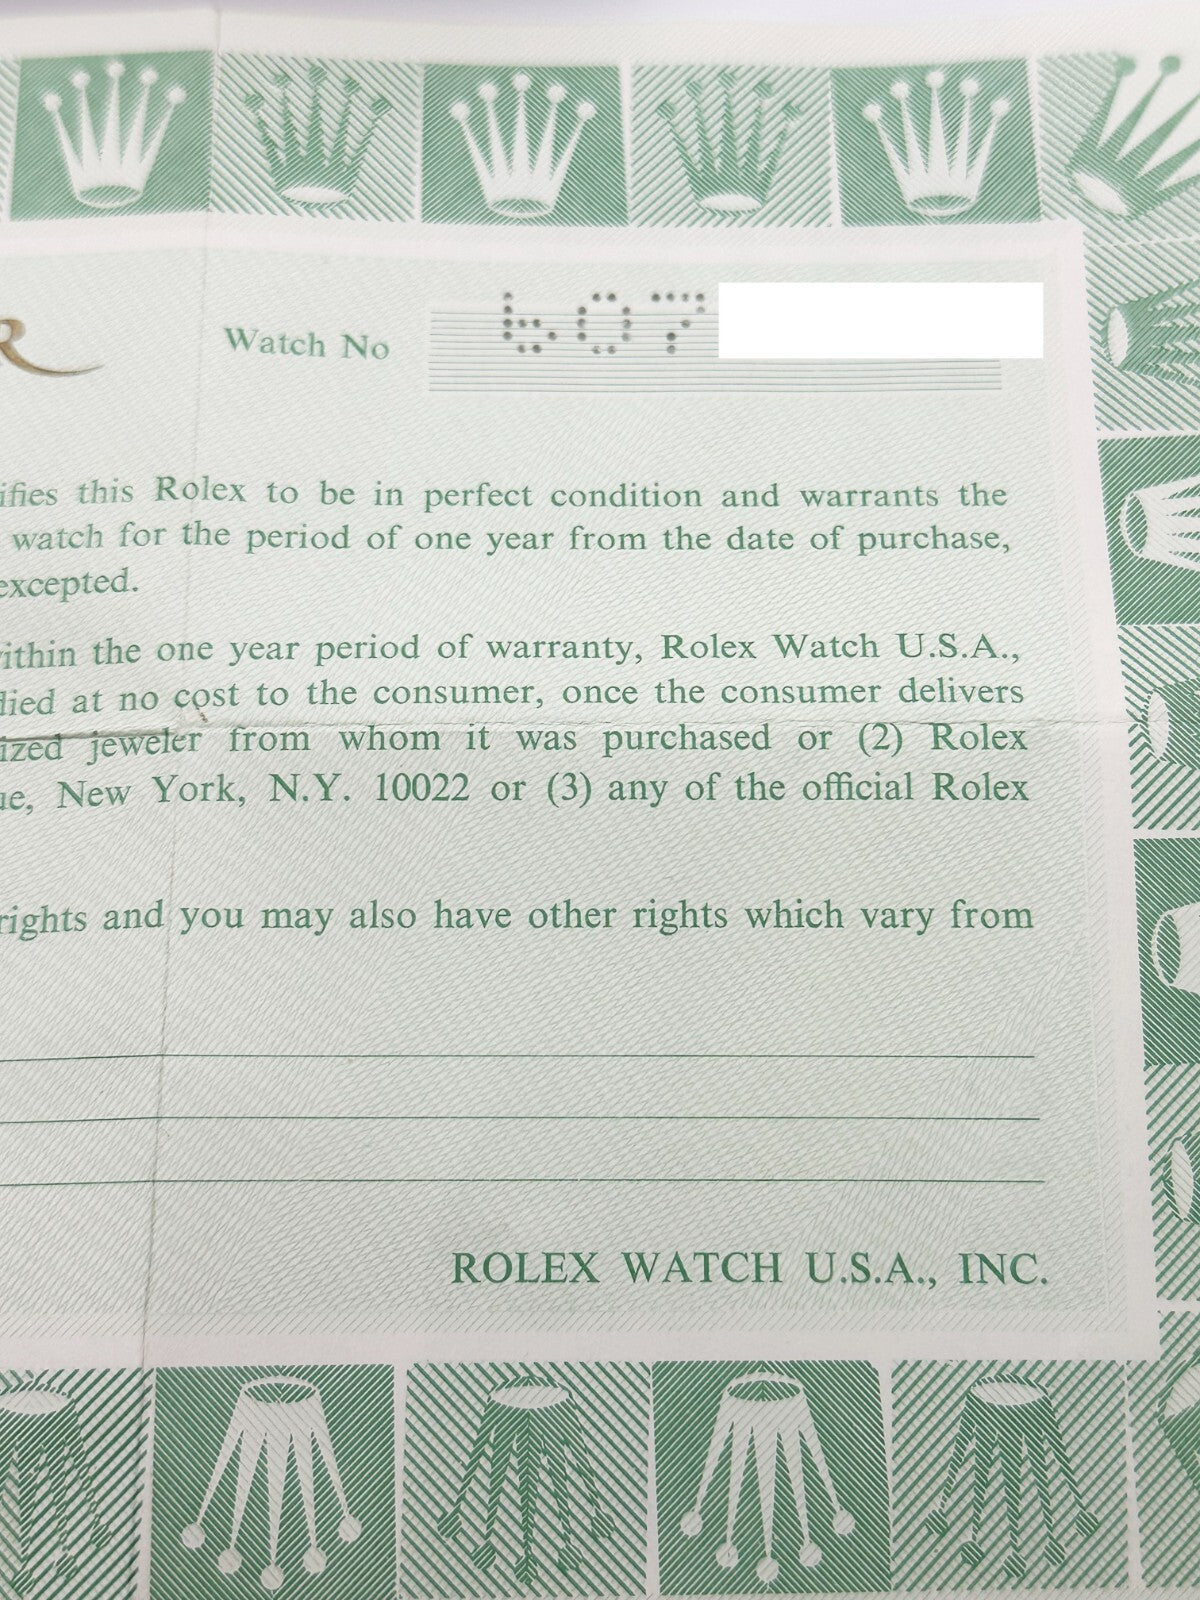 R
Watch No 607
ifies this Rolex to be in perfect condition and warrants the
watch for the period of one year from the date of purchase,
excepted.
within the one year period of warranty, Rolex Watch U.S.A.,
died at no cost to the consumer, once the consumer delivers
ized jeweler from whom it was purchased or (2) Rolex
ue, New York, N.Y. 10022 or (3) any of the official Rolex
rights and you may also have other rights which vary from
ROLEX WATCH U.S.A., INC.